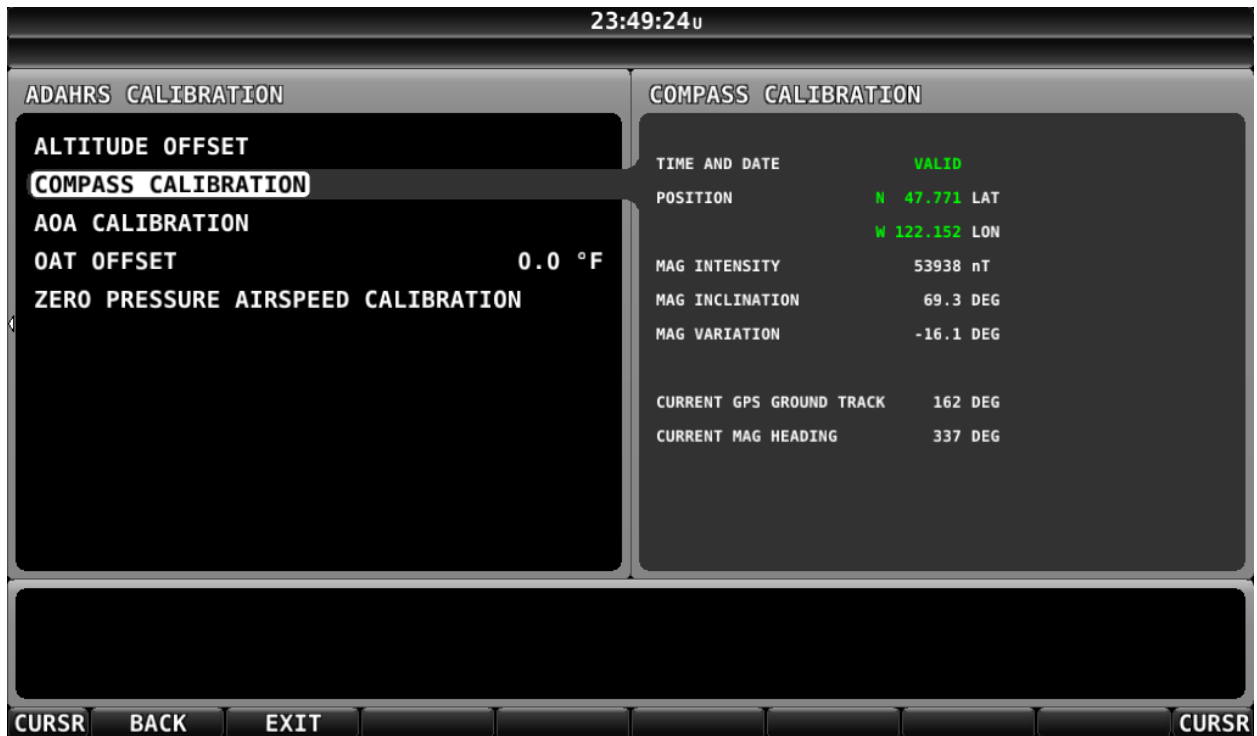 23:49:24U
ADAHRS CALIBRATION
ALTITUDE OFFSET
COMPASS CALIBRATION
AOA CALIBRATION
OAT OFFSET 0.0 °F
ZERO PRESSURE AIRSPEED CALIBRATION
COMPASS CALIBRATION
TIME AND DATE VALID
POSITION N 47.771 LAT
W 122.152 LON
MAG INTENSITY 53938 nT
MAG INCLINATION 69.3 DEG
MAG VARIATION -16.1 DEG
CURRENT GPS GROUND TRACK 162 DEG
CURRENT MAG HEADING 337 DEG
CURSR BACK EXIT CURSR